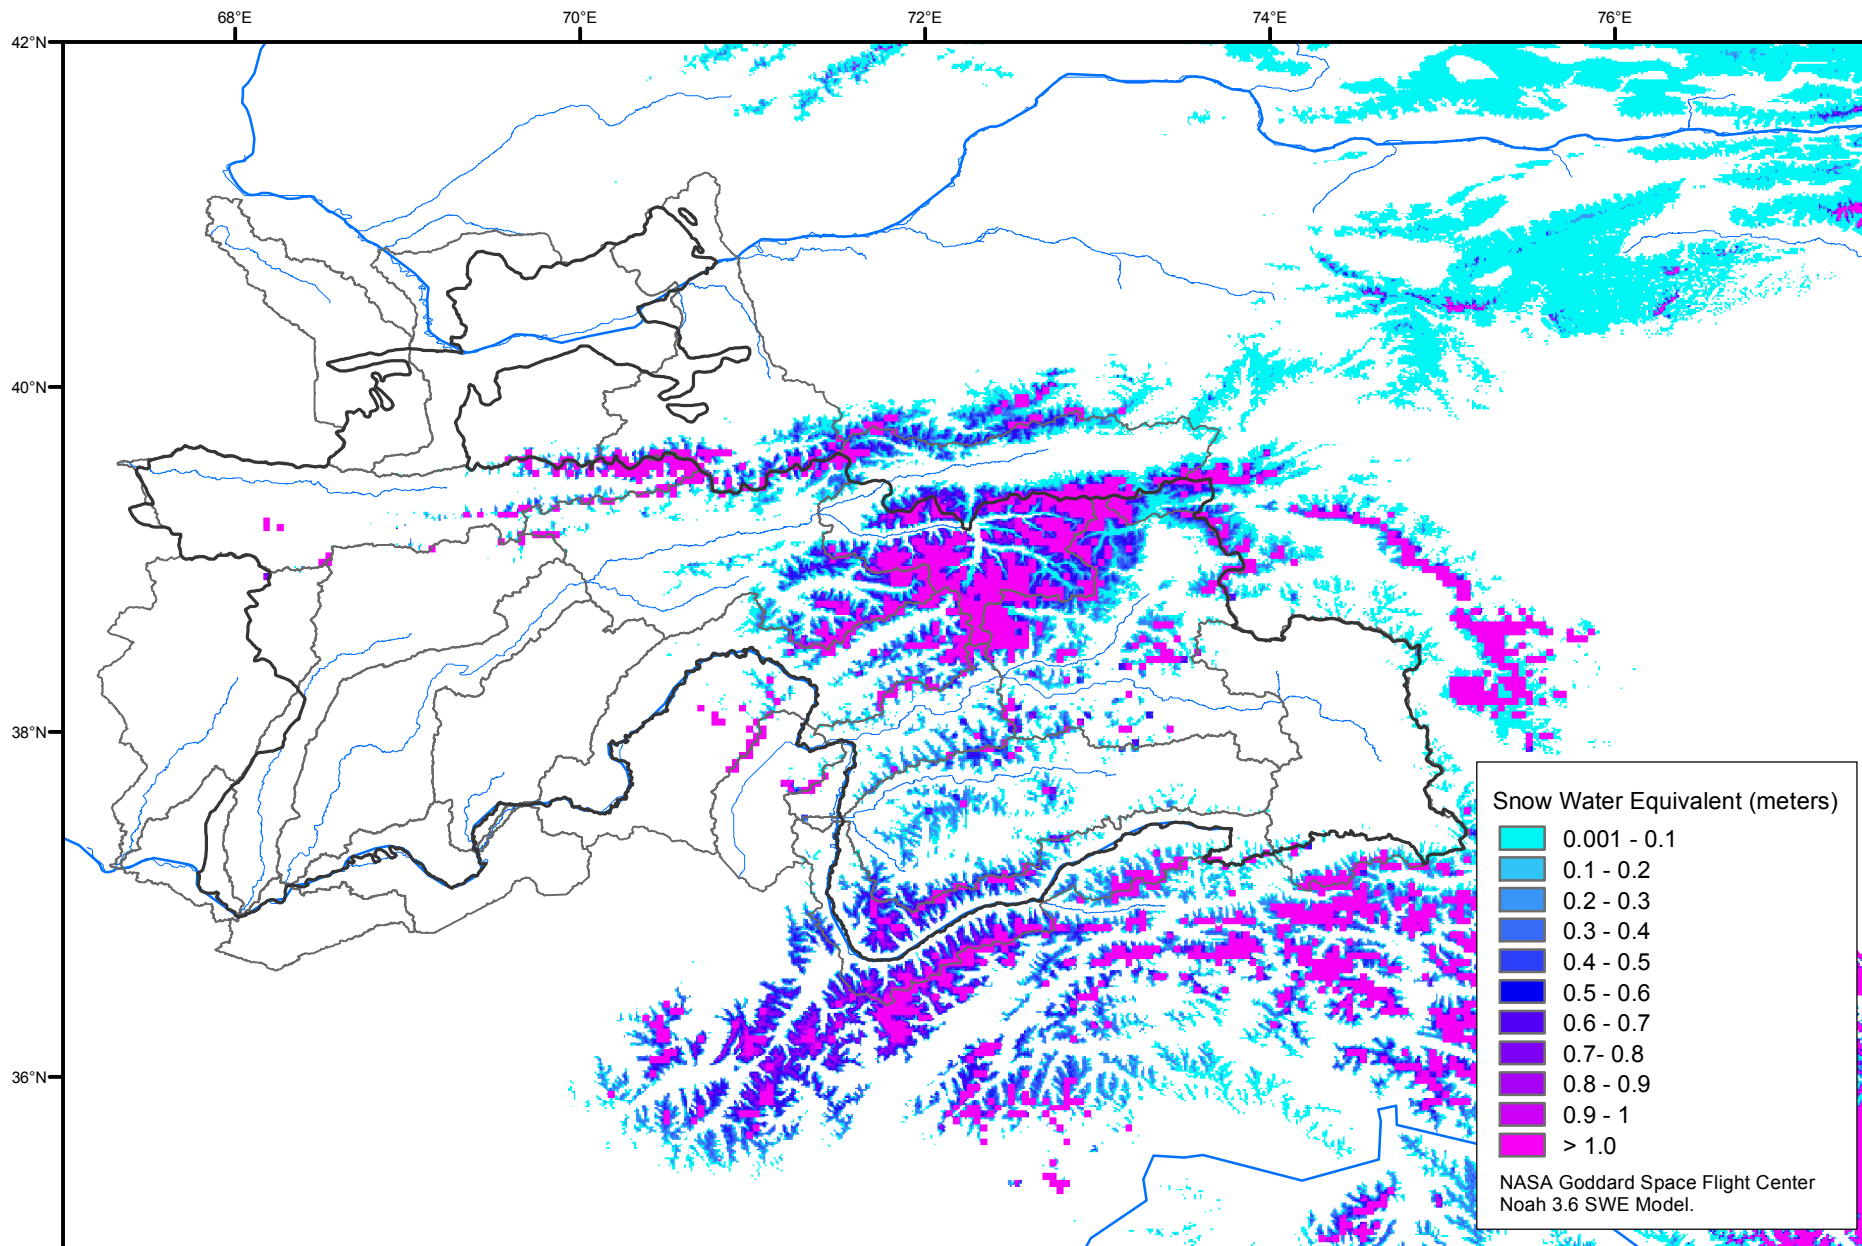 68°E
70°E
72°E
74°E
76°E
42°N
40°N
38°N
36°N
Snow Water Equivalent (meters)
0.001 - 0.1
0.1 - 0.2
0.2 - 0.3
0.3 - 0.4
0.4 - 0.5
0.5 - 0.6
0.6 - 0.7
0.7- 0.8
0.8 - 0.9
0.9 - 1
> 1.0
NASA Goddard Space Flight Center
Noah 3.6 SWE Model.